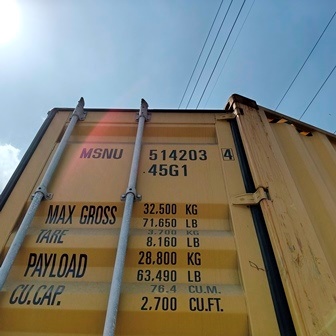 MSNU 514203 4
45G1
MAX GROSS 32.500 KG
71.650 LB
TARE 3.700 KG
8,160 LB
PAYLOAD 28,800 KG
63,490 LB
CU.CAP. 76.4 CU.M.
2,700 CU.FT.